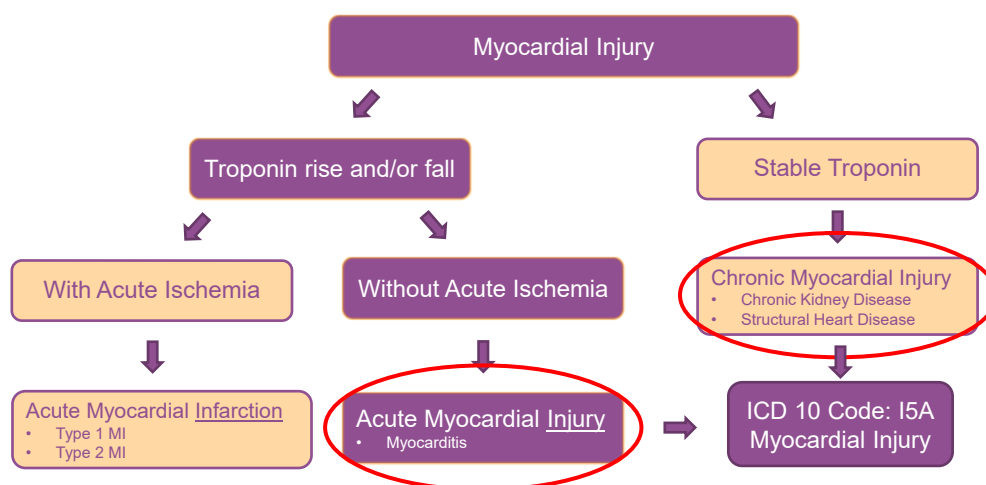 Myocardial Injury
Troponin rise and/or fall
Stable Troponin
With Acute Ischemia
Without Acute Ischemia
Chronic Myocardial Injury
• Chronic Kidney Disease
• Structural Heart Disease
Acute Myocardial Infarction
• Type 1 MI
• Type 2 MI
Acute Myocardial Injury
• Myocarditis
ICD 10 Code: I5A
Myocardial Injury